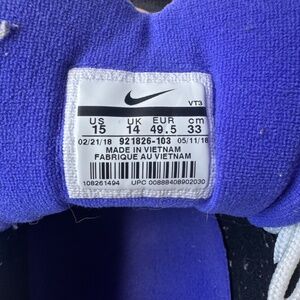 VT3
US UK EUR cm
15 14 49.5 33
02/21/18 921826-103 05/11/18
MADE IN VIETNAM
FABRIQUE AU VIETNAM
108261494 UPC 00888408902030